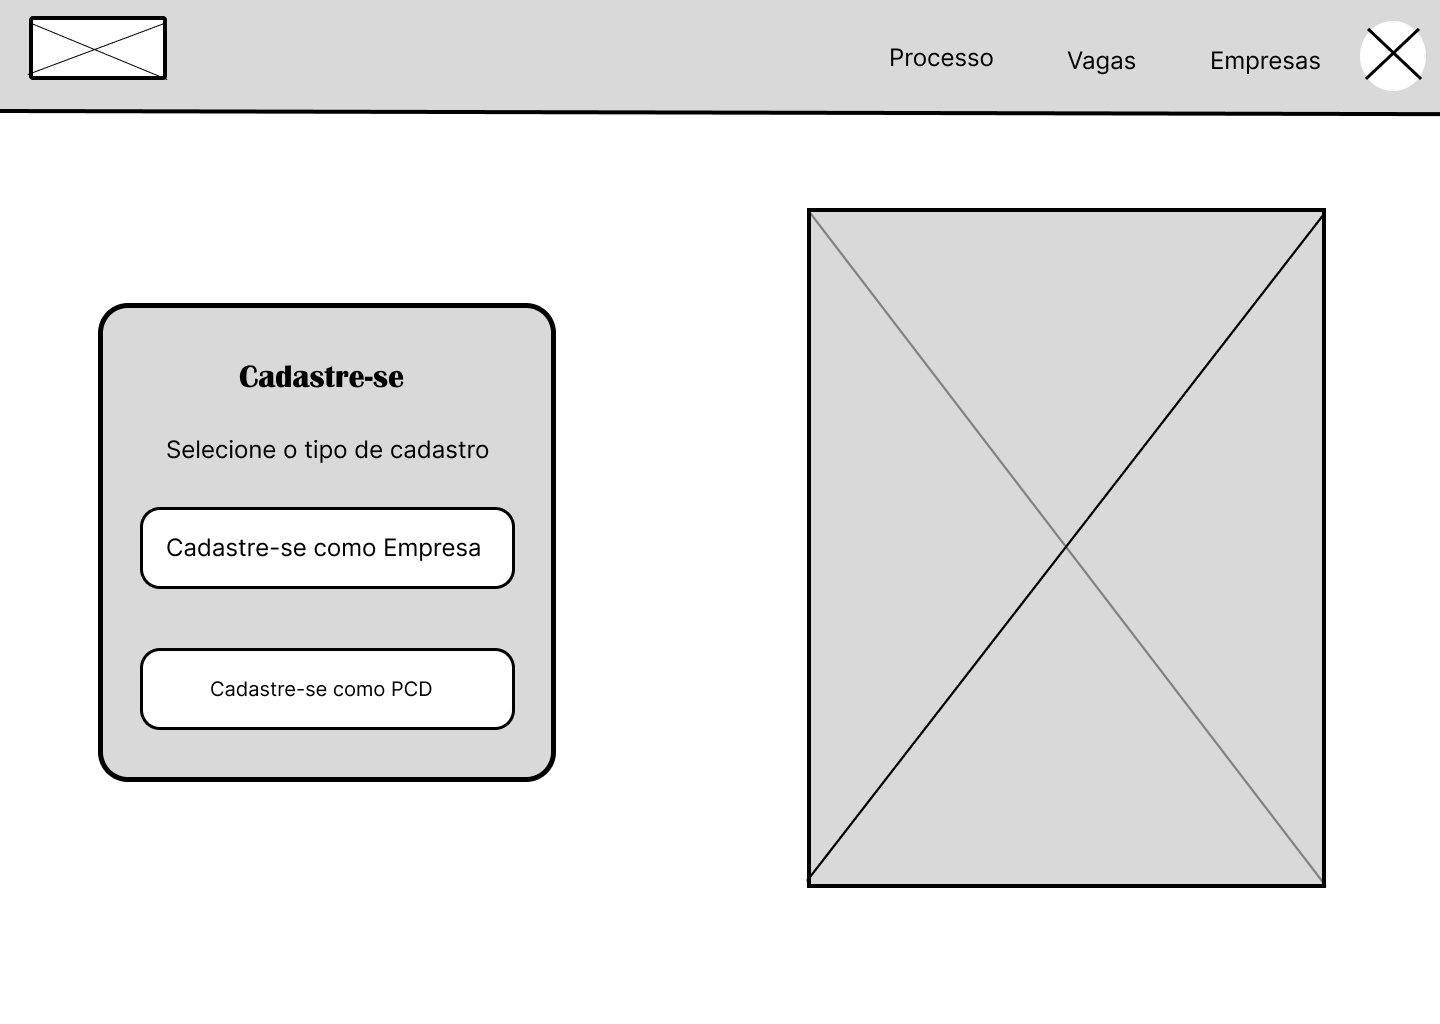 Processo
Vagas
Empresas
Cadastre-se
Selecione o tipo de cadastro
Cadastre-se como Empresa
Cadastre-se como PCD